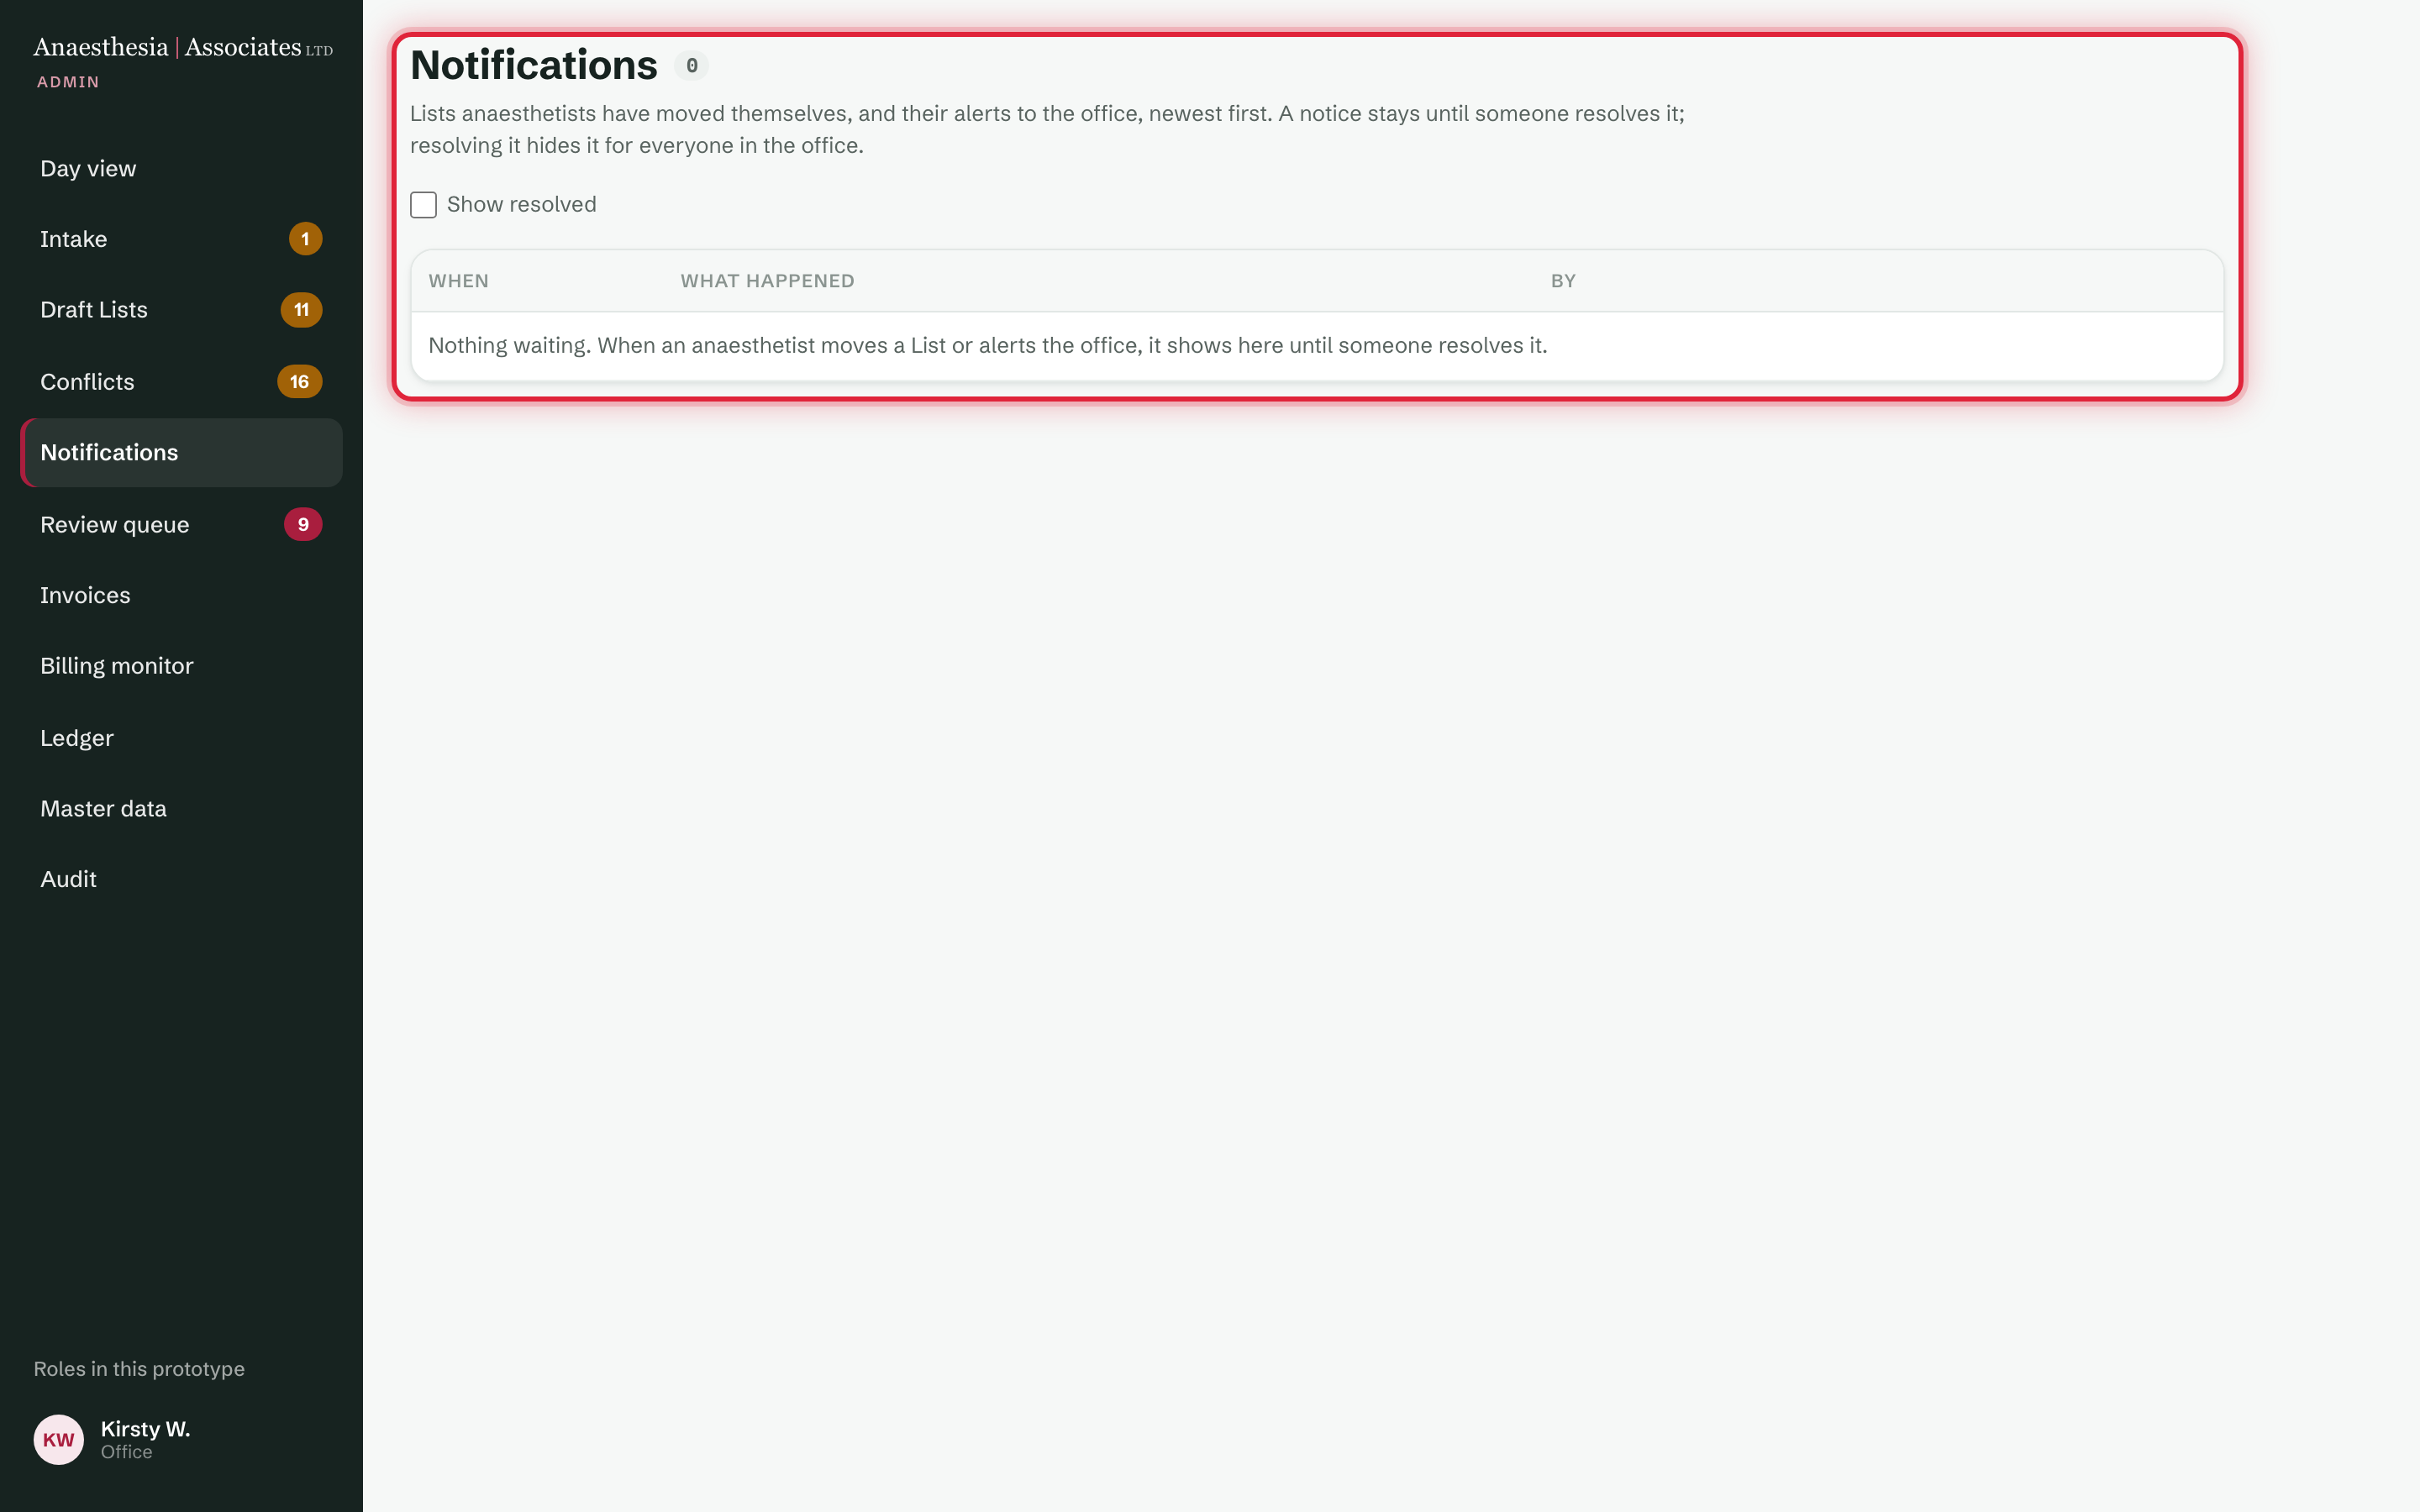 Anaesthesia | Associates LTD
ADMIN
Day view
Intake 1
Draft Lists 11
Conflicts 16
Notifications
Review queue 9
Invoices
Billing monitor
Ledger
Master data
Audit
Roles in this prototype
KW
Kirsty W.
Office
Notifications 0
Lists anaesthetists have moved themselves, and their alerts to the office, newest first. A notice stays until someone resolves it;
resolving it hides it for everyone in the office.
Show resolved
WHEN WHAT HAPPENED BY
Nothing waiting. When an anaesthetist moves a List or alerts the office, it shows here until someone resolves it.